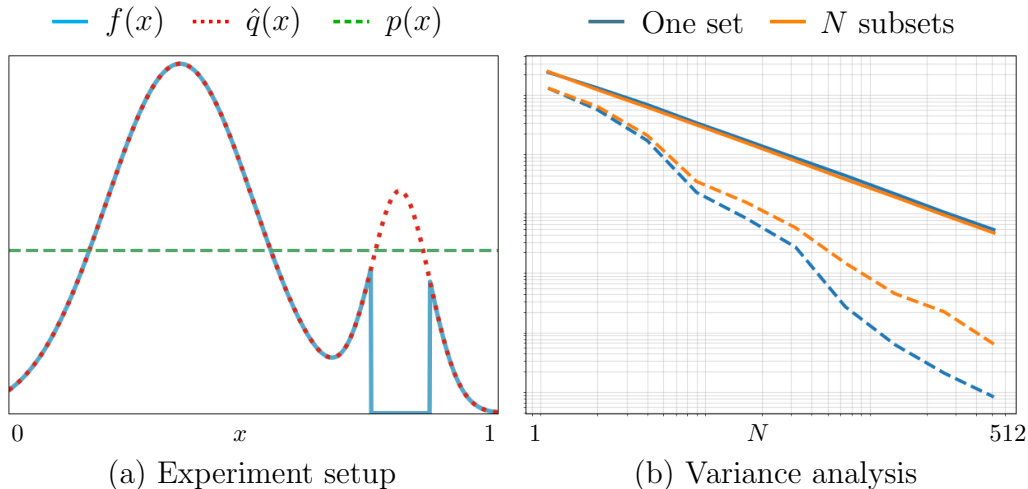 f(x) q̂(x) p(x)
One set N subsets
0 x 1
1 N 512
(a) Experiment setup
(b) Variance analysis